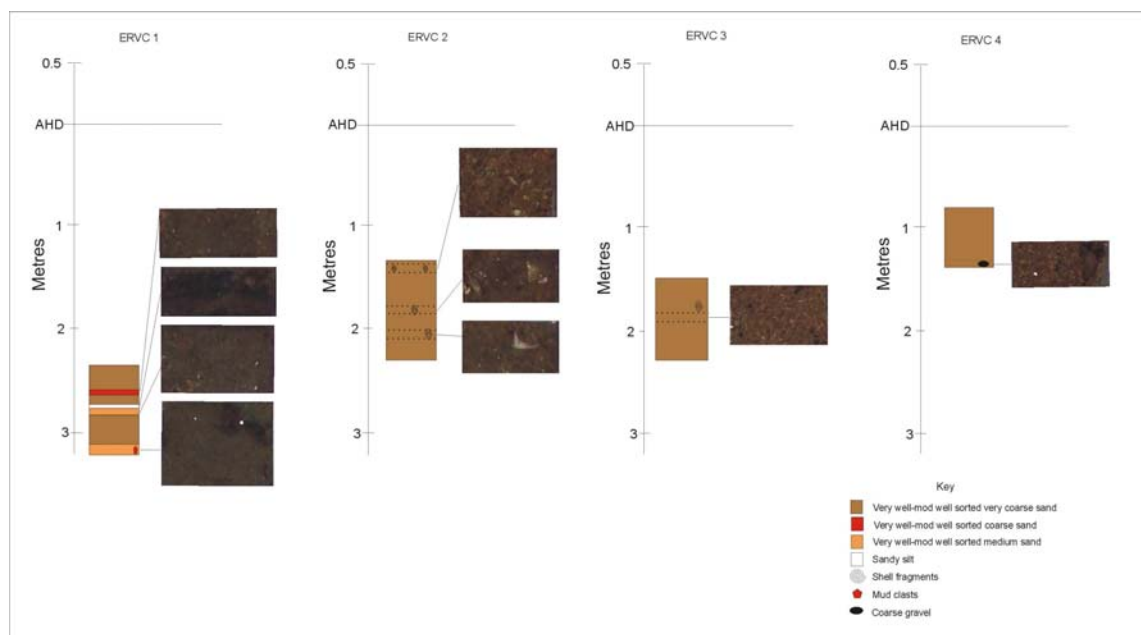 ERVC 1
0.5
AHD
1
Metres
2
3
ERVC 2
0.5
AHD
1
Metres
2
3
ERVC 3
0.5
AHD
1
Metres
2
3
ERVC 4
0.5
AHD
1
Metres
2
3
Key
Very well-mod well sorted very coarse sand
Very well-mod well sorted coarse sand
Very well-mod well sorted medium sand
Sandy silt
Shell fragments
Mud clasts
Coarse gravel